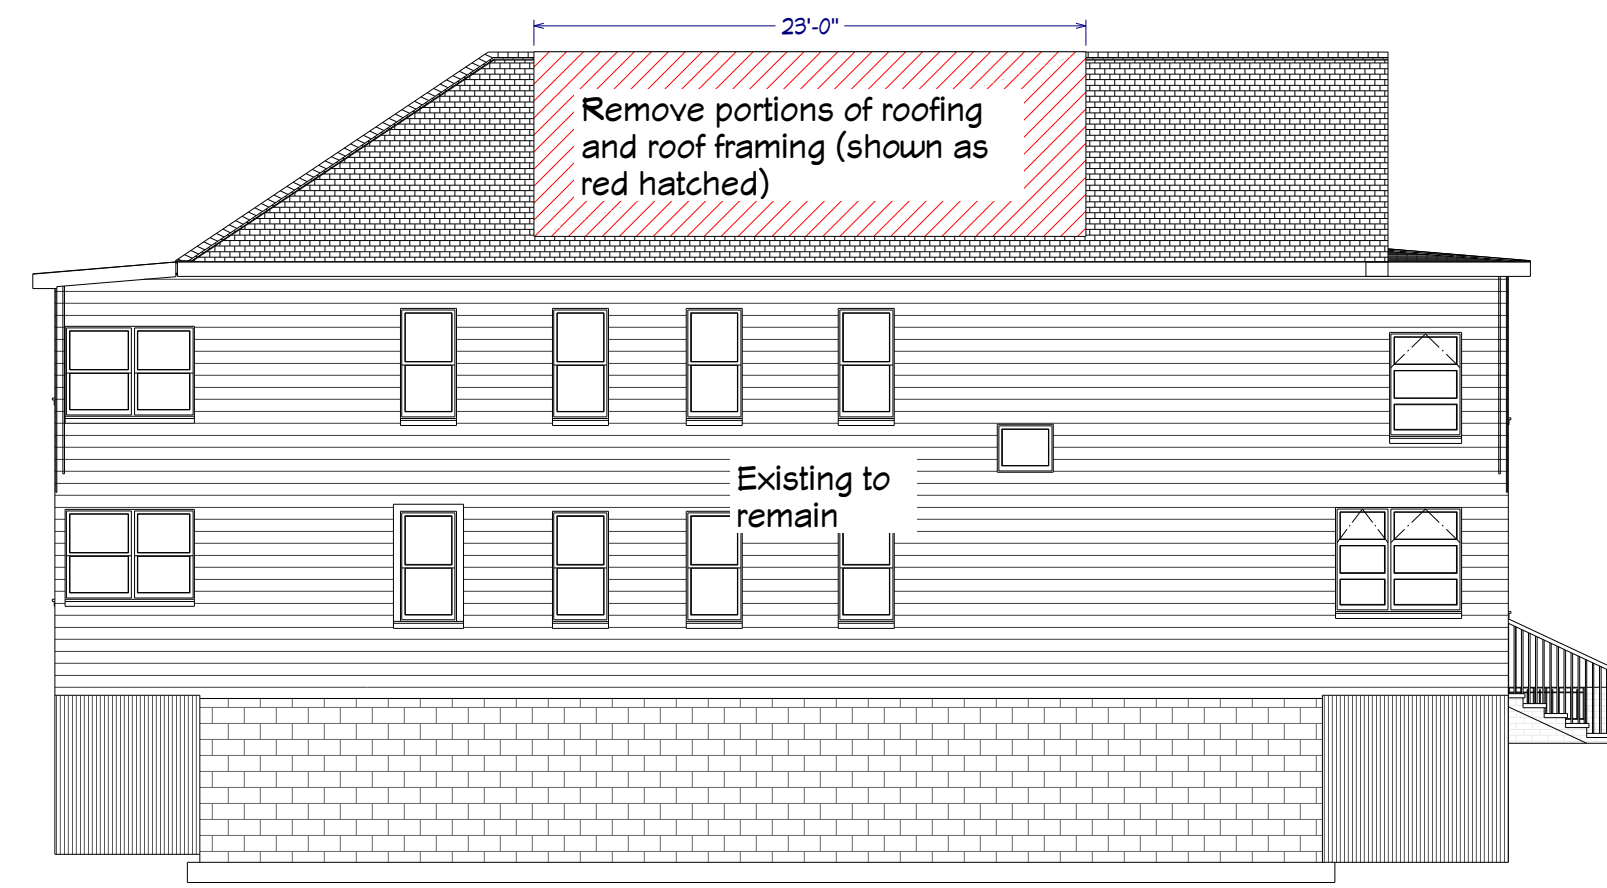 23'-0"
Remove portions of roofing
and roof framing (shown as
red hatched)
Existing to
remain